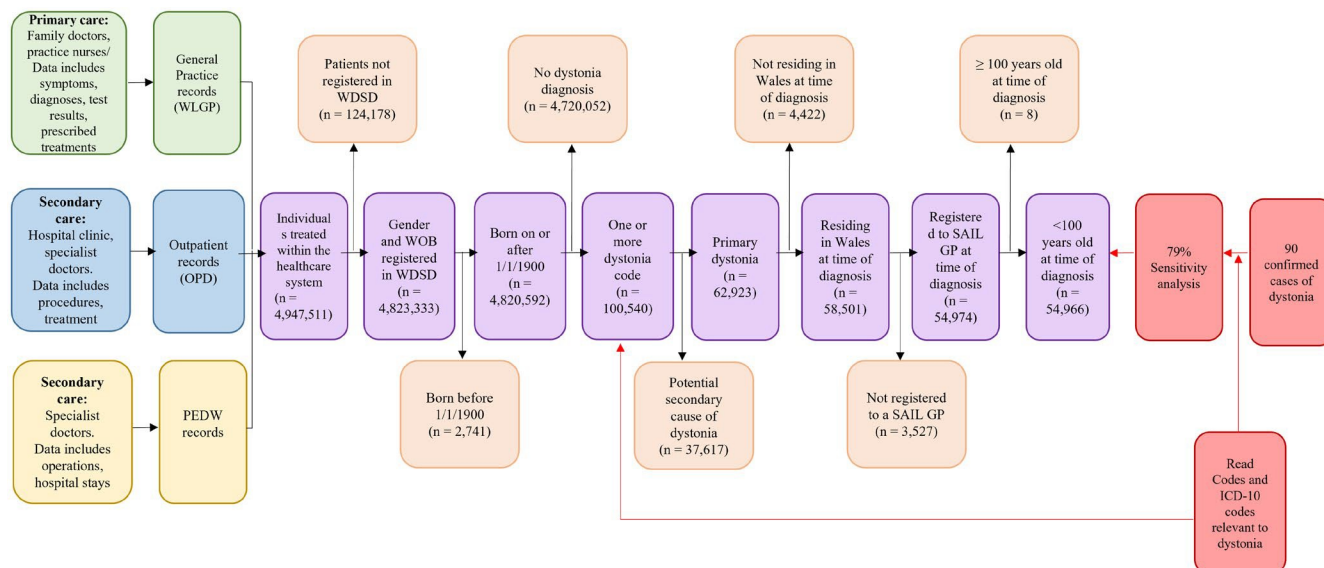 Primary care:
Family doctors,
practice nurses/
Data includes
symptoms,
diagnoses, test
results,
prescribed
treatments
General
Practice
records
(WLGP)
Secondary
care:
Hospital clinic,
specialist
doctors.
Data includes
procedures,
treatment
Outpatient
records
(OPD)
Secondary
care:
Specialist
doctors.
Data includes
operations,
hospital stays
PEDW
records
Individual
s treated
within the
healthcare
system
(n =
4,947,511)
Patients not
registered in
WDSD
(n = 124,178)
Gender
and WOB
registered
in WDSD
(n =
4,823,333)
Born before
1/1/1900
(n = 2,741)
Born on or
after
1/1/1900
(n =
4,820,592)
No dystonia
diagnosis
(n = 4,720,052)
One or
more
dystonia
code
(n =
100,540)
Potential
secondary
cause of
dystonia
(n = 37,617)
Primary
dystonia
(n =
62,923)
Not residing in
Wales at time
of diagnosis
(n = 4,422)
Residing
in Wales
at time of
diagnosis
(n =
58,501)
Not registered
to a SAIL GP
(n = 3,527)
Registere
d to SAIL
GP at
time of
diagnosis
(n =
54,974)
≥ 100 years old
at time of
diagnosis
(n = 8)
<100
years old
at time of
diagnosis
(n =
54,966)
79%
Sensitivity
analysis
90
confirmed
cases of
dystonia
Read
Codes and
ICD-10
codes
relevant to
dystonia